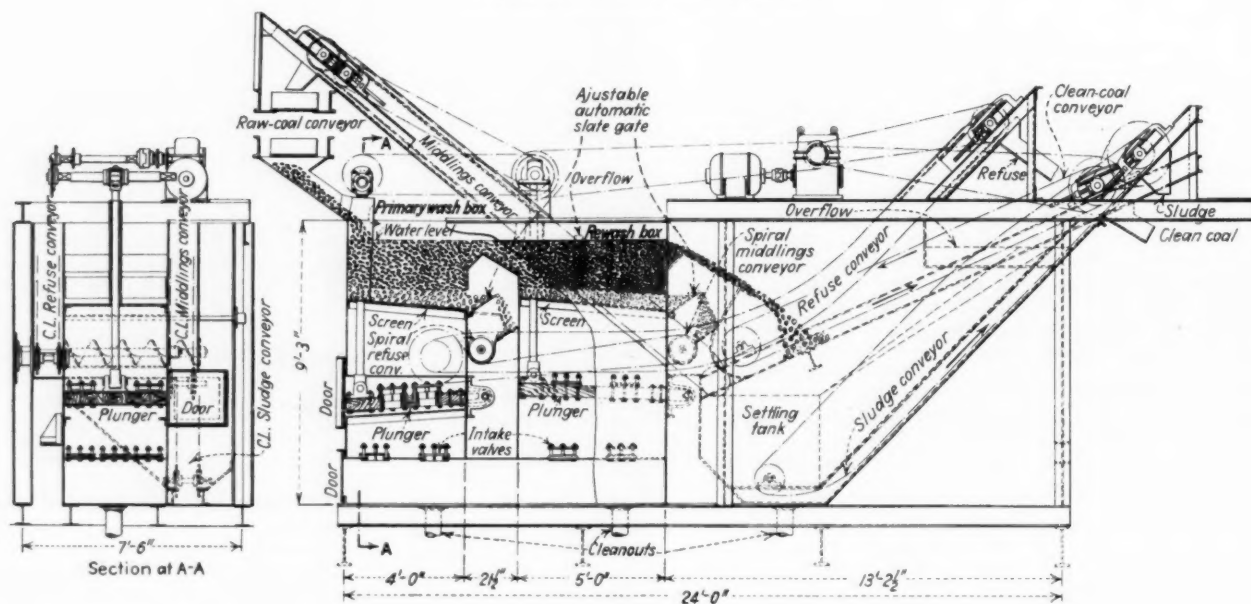 C.L. Refuse conveyor
C.L. Middlings conveyor
C.L. Sludge conveyor
Plunger
Door
7'-6"
Section at A-A
Raw-coal conveyor
A
Middlings conveyor
Ajustable
automatic
slate gate
Overflow
Primary wash box
Water level
Rewash box
Spiral
middlings
conveyor
Refuse conveyor
Overflow
Refuse
Clean-coal
conveyor
Sludge
Clean coal
9'-3"
Screen
Spiral
refuse
conv.
Screen
Door
Plunger
Plunger
Intake
valves
Settling
tank
Sludge conveyor
Door
A
Cleanouts
4'-0"
2'1½"
5'-0"
13'-2½"
24'-0"